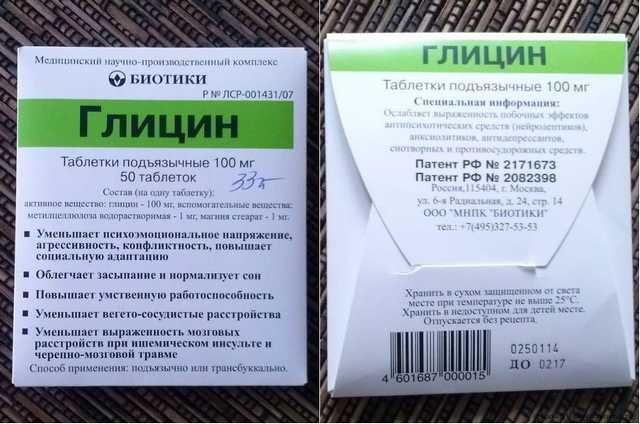 Медицинский научно-производственный комплекс
БИОТИКИ
Р № ЛСР-001431/07
Глицин
Таблетки подъязычные 100 мг
50 таблеток
33
Состав (на одну таблетку):
активное вещество: глицин - 100 мг, вспомогательные вещества:
метилцеллюлоза водорастворимая - 1 мг, магния стеарат - 1 мг.
Уменьшает психоэмоциональное напряжение,
агрессивность, конфликтность, повышает
социальную адаптацию
Облегчает засыпание и нормализует сон
Повышает умственную работоспособность
Уменьшает вегето-сосудистые расстройства
Уменьшает выраженность мозговых
расстройств при ишемическом инсульте и
черепно-мозговой травме
Способ применения: подъязычно или трансбуккально.
ГЛИЦИН
Таблетки подъязычные 100 мг
Специальная информация:
Ослабляет выраженность побочных эффектов
антипсихотических средств (нейролептиков),
анксиолитиков, антидепрессантов,
снотворных и противосудорожных средств.
Патент РФ № 2171673
Патент РФ № 2082398
Россия,115404, г. Москва,
ул. 6-я Радиальная, д. 24, стр. 14
ООО "МНПК "БИОТИКИ"
тел.: +7(495)327-53-53
Хранить в сухом защищенном от света
месте при температуре не выше 25°C.
Хранить в недоступном для детей месте.
Отпускается без рецепта.
4 601687 000015
0250114
ДО 0217